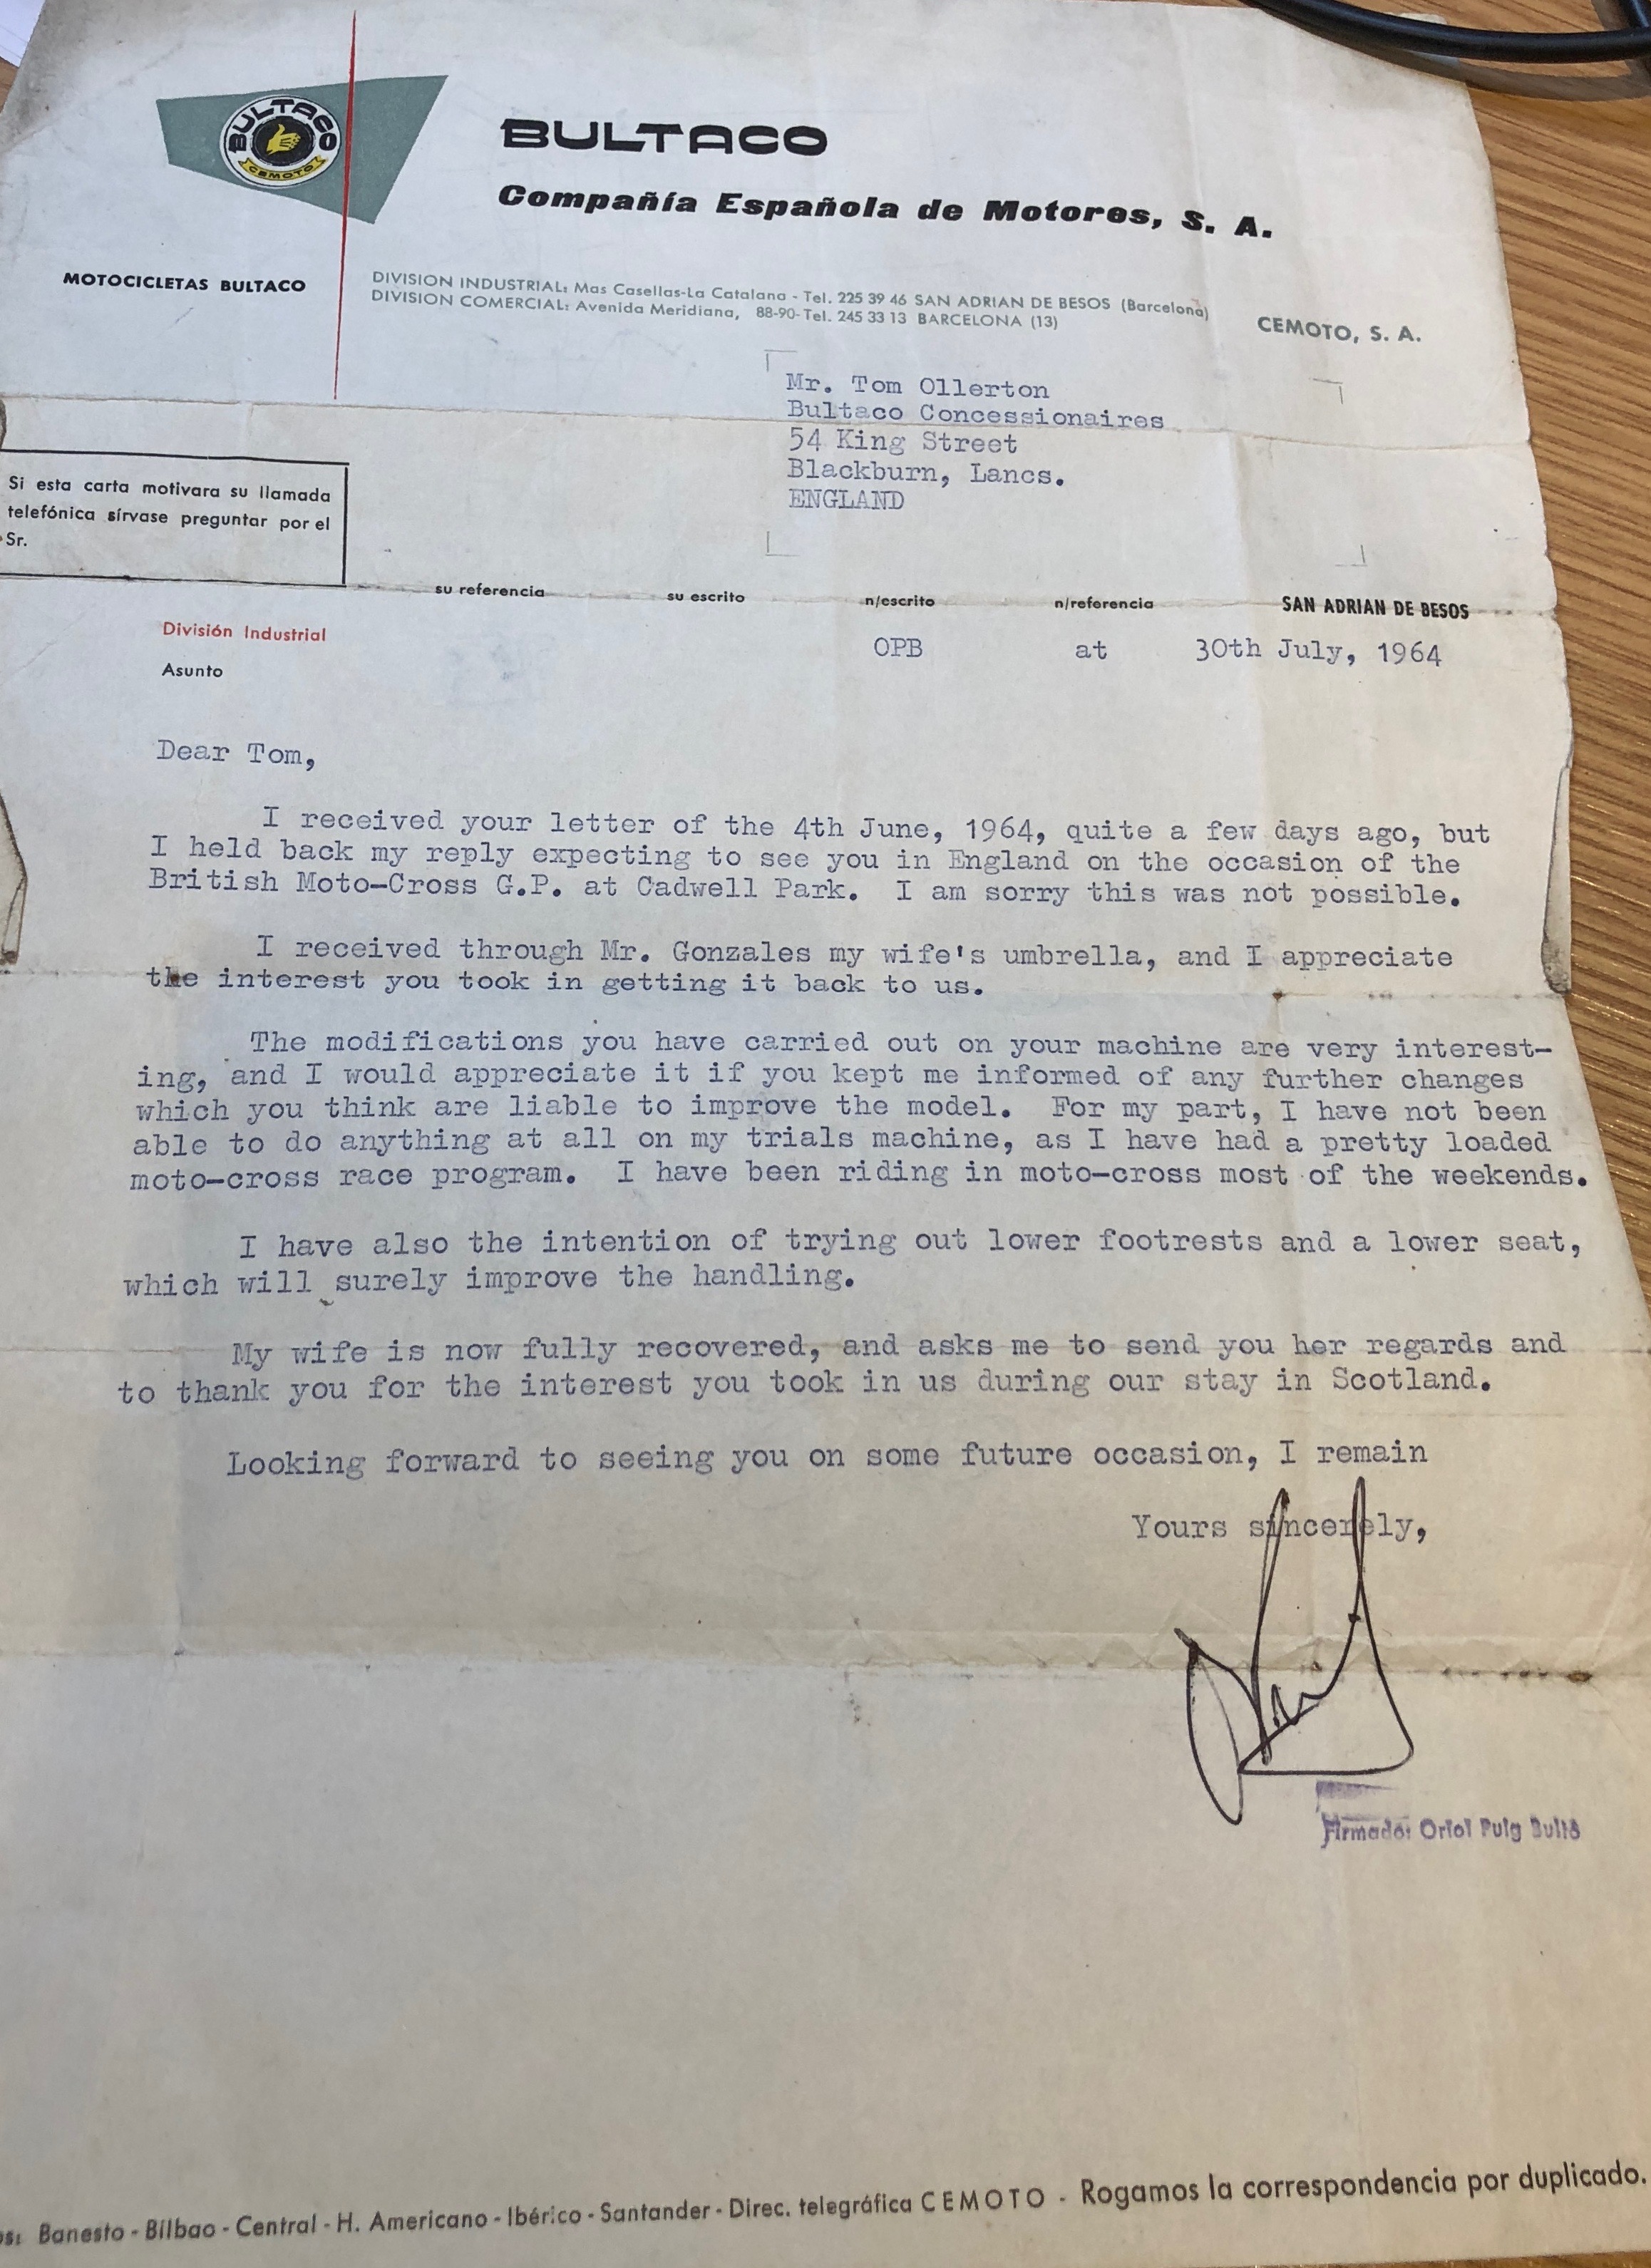 BULTACO
CEMOTO
BULTACO
Compañía Española de Motores, S. A.
MOTOCICLETAS BULTACO
DIVISION INDUSTRIAL: Mas Casellas-La Catalana - Tel. 225 39 46 SAN ADRIAN DE BESOS (Barcelona)
DIVISION COMERCIAL: Avenida Meridiana, 88-90-Tel. 245 33 13 BARCELONA (13)
CEMOTO, S. A.
Mr. Tom Ollerton
Bultaco Concessionaires
54 King Street
Blackburn, Lancs.
ENGLAND
Si esta carta motivara su llamada
telefónica sírvase preguntar por el
Sr.
su referencia su escrito n/escrito n/referencia SAN ADRIAN DE BESOS
División Industrial
OPB at 30th July, 1964
Asunto
Dear Tom,
I received your letter of the 4th June, 1964, quite a few days ago, but
I held back my reply expecting to see you in England on the occasion of the
British Moto-Cross G.P. at Cadwell Park. I am sorry this was not possible.
I received through Mr. Gonzales my wife's umbrella, and I appreciate
the interest you took in getting it back to us.
The modifications you have carried out on your machine are very interest-
ing, and I would appreciate it if you kept me informed of any further changes
which you think are liable to improve the model. For my part, I have not been
able to do anything at all on my trials machine, as I have had a pretty loaded
moto-cross race program. I have been riding in moto-cross most of the weekends.
I have also the intention of trying out lower footrests and a lower seat,
which will surely improve the handling.
My wife is now fully recovered, and asks me to send you her regards and
to thank you for the interest you took in us during our stay in Scotland.
Looking forward to seeing you on some future occasion, I remain
Yours sincerely,
Firmado: Oriol Puig Bultó
Banesto - Bilbao - Central - H. Americano - Ibérico - Santander - Direc. telegráfica CEMOTO - Rogamos la correspondencia por duplicado.